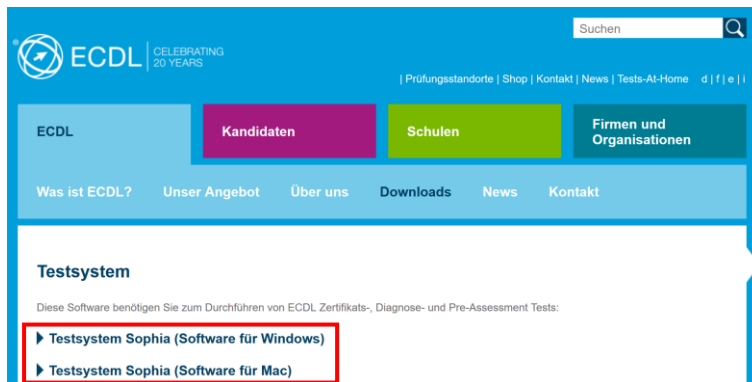 Suchen
ECDL
CELEBRATING
20 YEARS
| Prüfungsstandorte | Shop | Kontakt | News | Tests-At-Home d | f | e | i
ECDL
Kandidaten
Schulen
Firmen und
Organisationen
Was ist ECDL? Unser Angebot Über uns Downloads News Kontakt
Testsystem
Diese Software benötigen Sie zum Durchführen von ECDL Zertifikats-, Diagnose- und Pre-Assessment Tests:
Testsystem Sophia (Software für Windows)
Testsystem Sophia (Software für Mac)